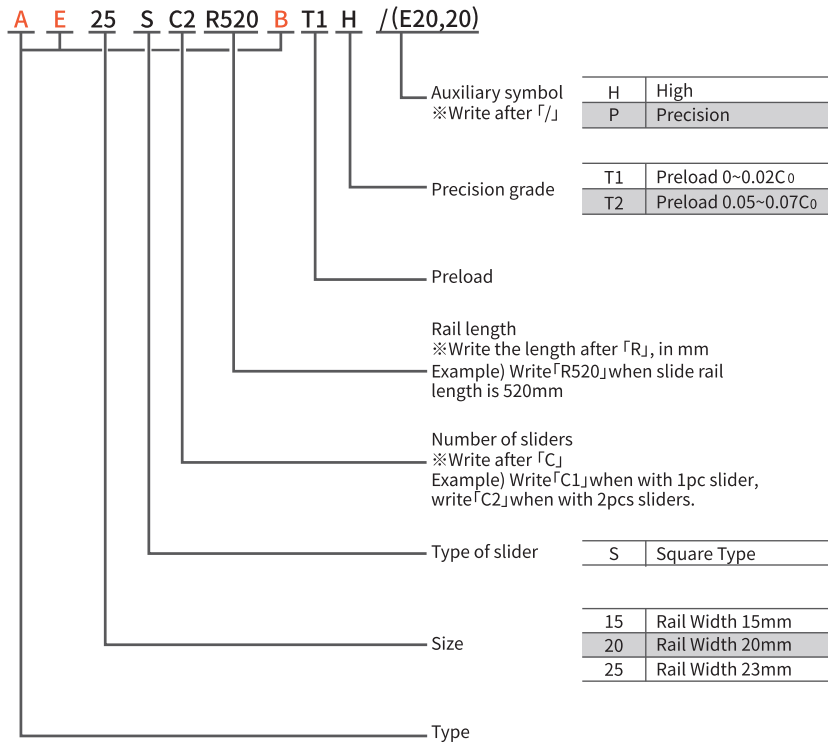 A E 25 S C2 R520 B T1 H /(E20,20)
Auxiliary symbol
※Write after「/」
H High
P Precision
Precision grade
T1 Preload 0~0.02C0
T2 Preload 0.05~0.07C0
Preload
Rail length
※Write the length after「R」, in mm
Example) Write「R520」when slide rail
length is 520mm
Number of sliders
※Write after「C」
Example) Write「C1」when with 1pc slider,
write「C2」when with 2pcs sliders.
Type of slider
S Square Type
Size
15 Rail Width 15mm
20 Rail Width 20mm
25 Rail Width 23mm
Type